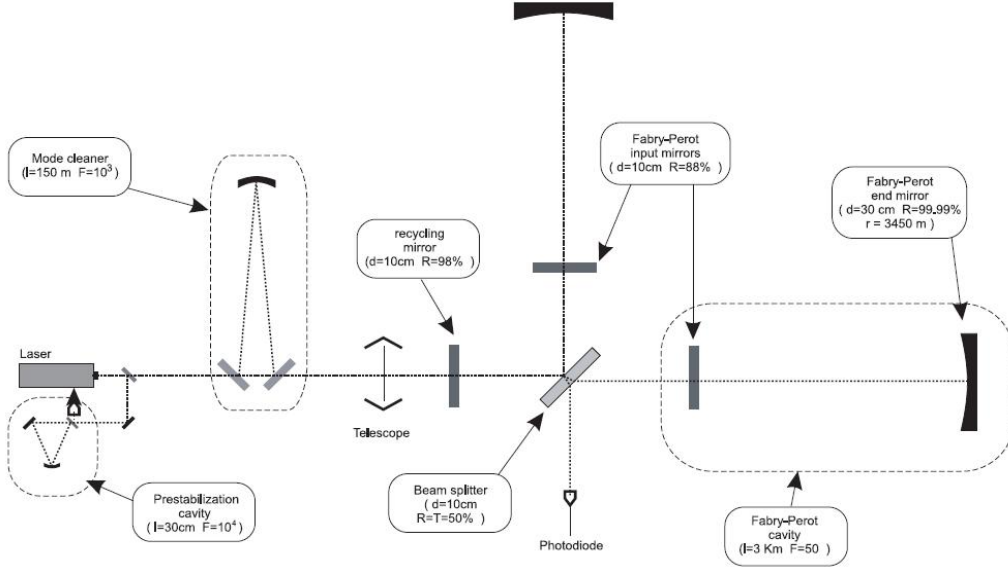 Mode cleaner
(l=150 m  F=10³)
recycling
mirror
(d=10cm  R=98%)
Fabry-Perot
input mirrors
( d=10cm  R=88%)
Fabry-Perot
end mirror
( d=30 cm  R=99.99%
r = 3450 m )
Laser
Telescope
Prestabilization
cavity
(l=30cm  F=10⁴)
Beam splitter
( d=10cm
R=T=50% )
Photodiode
Fabry-Perot
cavity
(l=3 Km  F=50 )